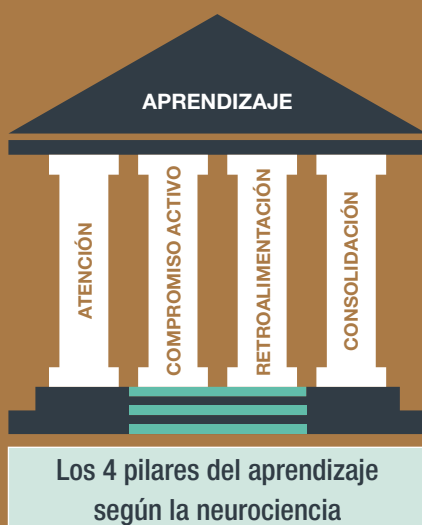 APRENDIZAJE
ATENCIÓN
COMPROMISO ACTIVO
RETROALIMENTACIÓN
CONSOLIDACIÓN
Los 4 pilares del aprendizaje
según la neurociencia